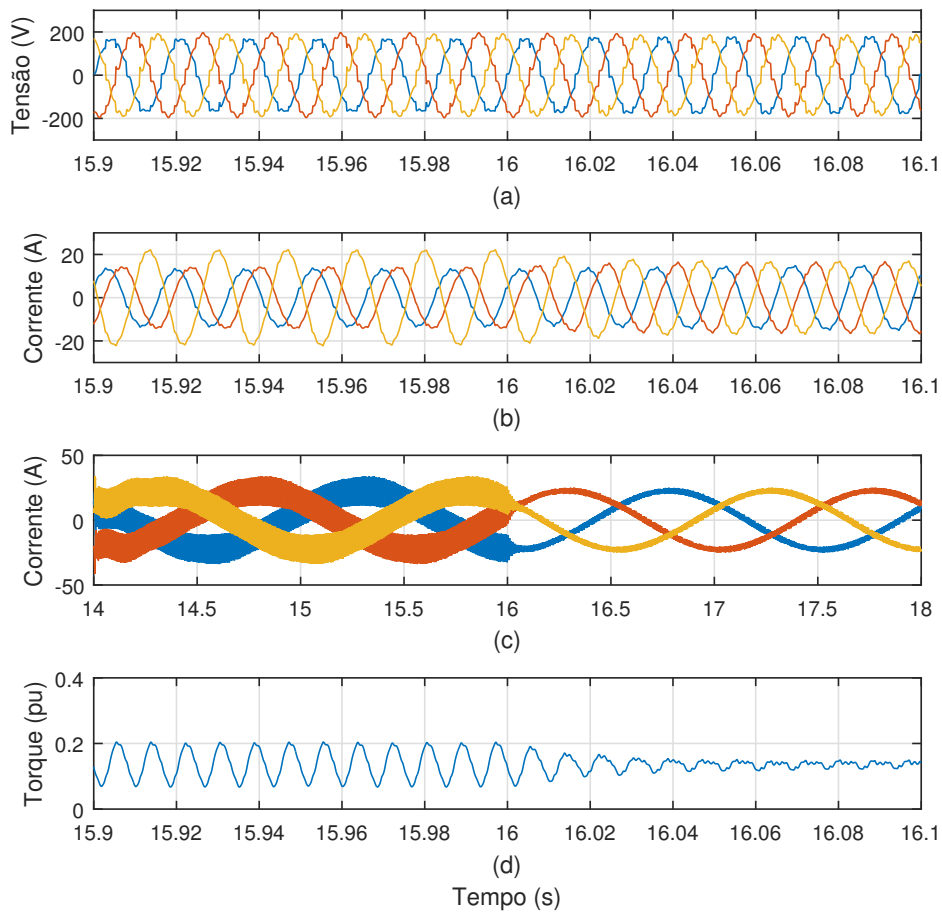 Tensão (V)
200
0
-200
15.9 15.92 15.94 15.96 15.98 16 16.02 16.04 16.06 16.08 16.1
(a)
Corrente (A)
20
0
-20
15.9 15.92 15.94 15.96 15.98 16 16.02 16.04 16.06 16.08 16.1
(b)
Corrente (A)
50
0
-50
14 14.5 15 15.5 16 16.5 17 17.5 18
(c)
Torque (pu)
0.4
0.2
0
15.9 15.92 15.94 15.96 15.98 16 16.02 16.04 16.06 16.08 16.1
(d)
Tempo (s)